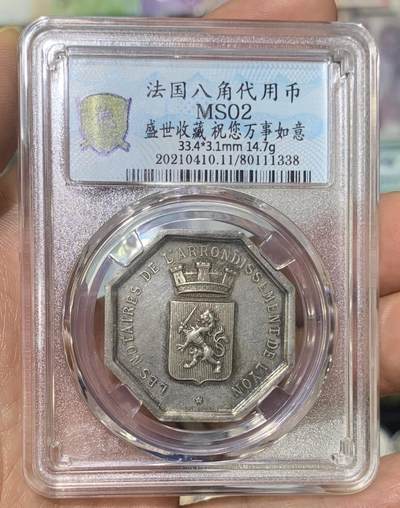 法国八角代用币
MS02
盛世收藏 祝您万事如意
33.4*3.1mm 14.7g
20210410.11/80111338
LES NOTAIRES DE L'ARRONDISSEMENT DE LYON